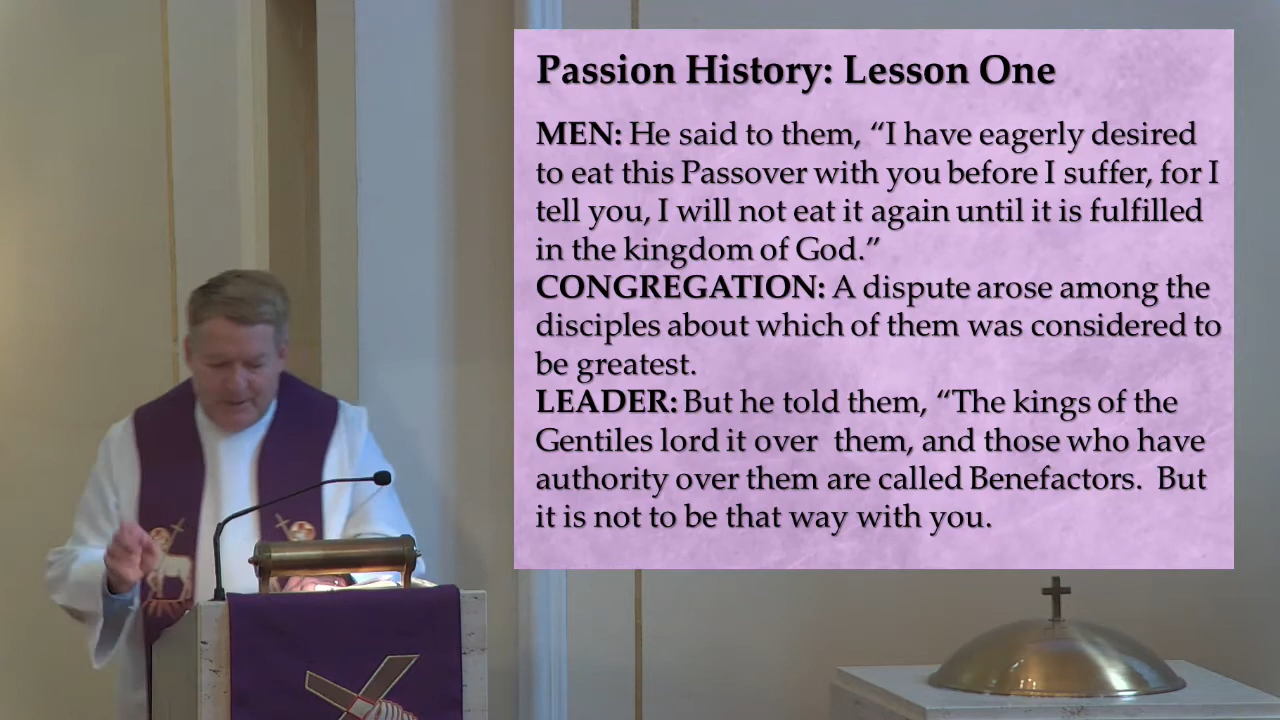 Passion History: Lesson One
MEN: He said to them, “I have eagerly desired
to eat this Passover with you before I suffer, for I
tell you, I will not eat it again until it is fulfilled
in the kingdom of God.”
CONGREGATION: A dispute arose among the
disciples about which of them was considered to
be greatest.
LEADER: But he told them, “The kings of the
Gentiles lord it over  them, and those who have
authority over them are called Benefactors.  But
it is not to be that way with you.